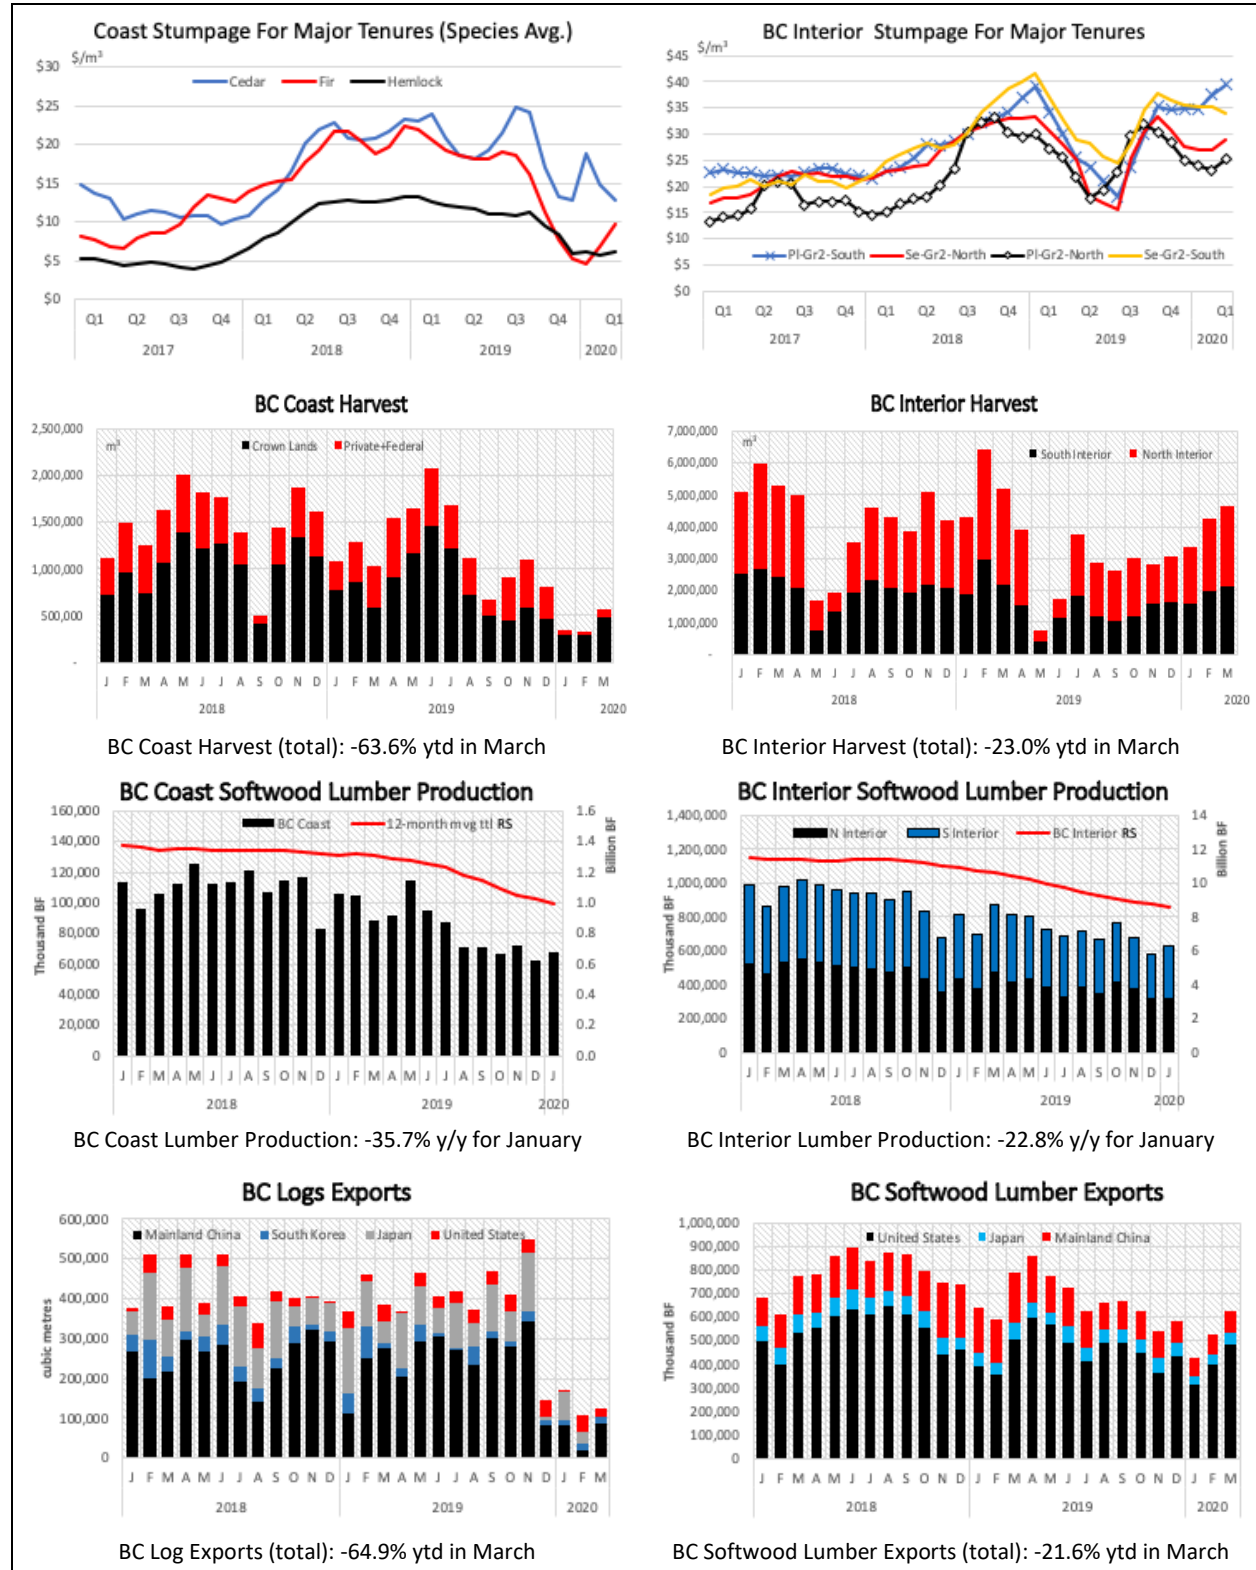 Coast Stumpage For Major Tenures (Species Avg.)
$/m³
$30
$25
$20
$15
$10
$5
$0
Cedar Fir Hemlock
Q1 Q2 Q3 Q4 Q1 Q2 Q3 Q4 Q1 Q2 Q3 Q4 Q1
2017 2018 2019 2020
BC Interior Stumpage For Major Tenures
$/m³
$45
$40
$35
$30
$25
$20
$15
$10
$5
$0
Pl-Gr2-South Se-Gr2-North Pl-Gr2-North Se-Gr2-South
Q1 Q2 Q3 Q4 Q1 Q2 Q3 Q4 Q1 Q2 Q3 Q4 Q1
2017 2018 2019 2020
BC Coast Harvest
m³
Crown Lands Private+Federal
2,500,000
2,000,000
1,500,000
1,000,000
500,000
-
J F M A M J J A S O N D J F M A M J J A S O N D J F M
2018 2019 2020
BC Coast Harvest (total): -63.6% ytd in March
BC Interior Harvest
m³
South Interior North Interior
7,000,000
6,000,000
5,000,000
4,000,000
3,000,000
2,000,000
1,000,000
-
J F M A M J J A S O N D J F M A M J J A S O N D J F M
2018 2019 2020
BC Interior Harvest (total): -23.0% ytd in March
BC Coast Softwood Lumber Production
BC Coast 12-month mvg ttl RS
160,000
140,000
120,000
100,000
80,000
60,000
40,000
20,000
0
Thousand BF
1.6
1.4
1.2
1.0
0.8
0.6
0.4
0.2
0.0
Billion BF
J F M A M J J A S O N D J F M A M J J A S O N D J
2018 2019 2020
BC Coast Lumber Production: -35.7% y/y for January
BC Interior Softwood Lumber Production
N Interior S Interior BC Interior RS
1,400,000
1,200,000
1,000,000
800,000
600,000
400,000
200,000
0
Thousand BF
14
12
10
8
6
4
2
0
Billion BF
J F M A M J J A S O N D J F M A M J J A S O N D J
2018 2019 2020
BC Interior Lumber Production: -22.8% y/y for January
BC Logs Exports
Mainland China South Korea Japan United States
600,000
500,000
400,000
300,000
200,000
100,000
0
cubic metres
J F M A M J J A S O N D J F M A M J J A S O N D J F M
2018 2019 2020
BC Log Exports (total): -64.9% ytd in March
BC Softwood Lumber Exports
United States Japan Mainland China
1,000,000
900,000
800,000
700,000
600,000
500,000
400,000
300,000
200,000
100,000
0
Thousand BF
J F M A M J J A S O N D J F M A M J J A S O N D J F M
2018 2019 2020
BC Softwood Lumber Exports (total): -21.6% ytd in March